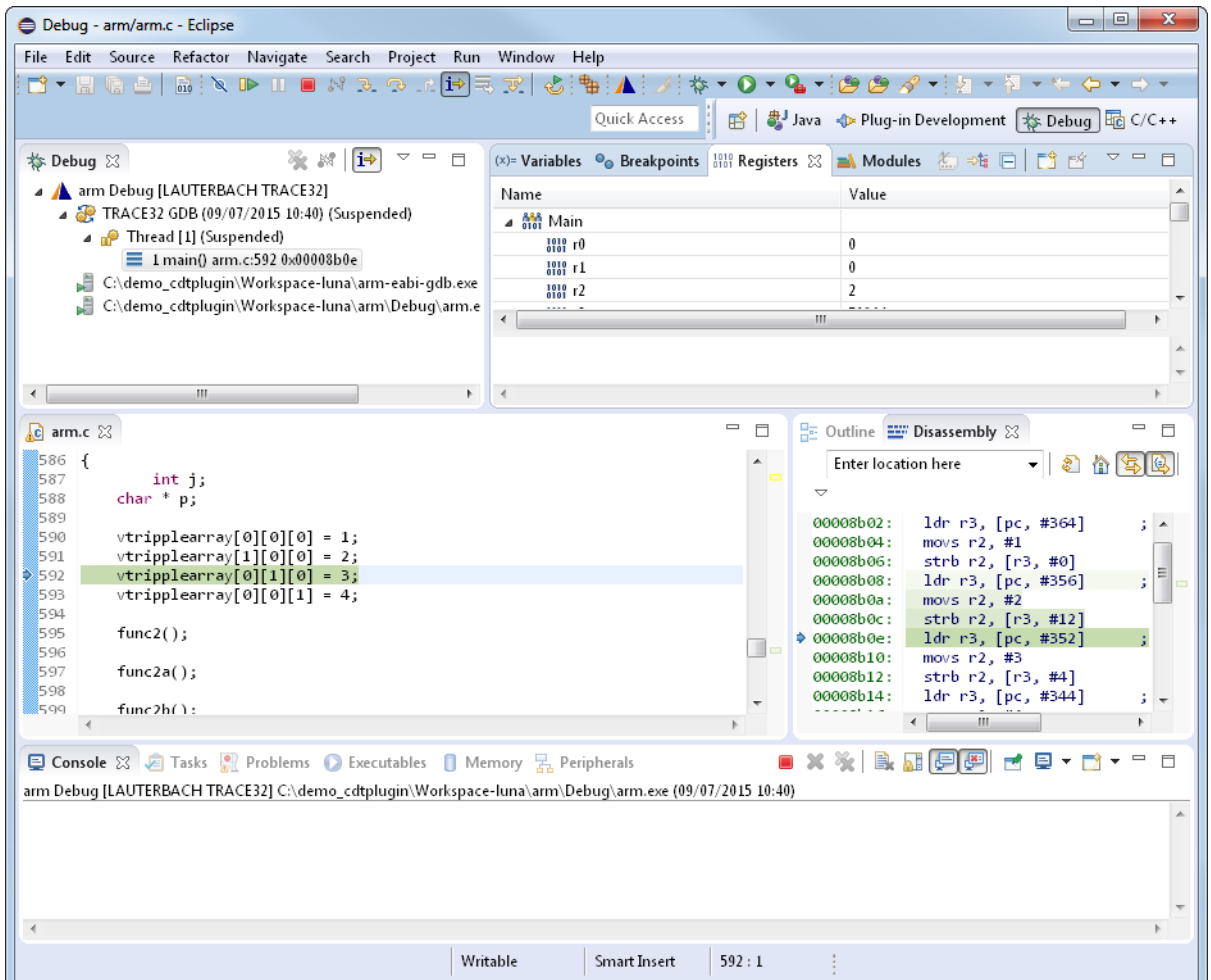 Debug - arm/arm.c - Eclipse
File Edit Source Refactor Navigate Search Project Run Window Help
Quick Access Java Plug-in Development Debug C/C++
Debug
arm Debug [LAUTERBACH TRACE32]
TRACE32 GDB (09/07/2015 10:40) (Suspended)
Thread [1] (Suspended)
1 main() arm.c:592 0x00008b0e
C:\demo_cdtplugin\Workspace-luna\arm-eabi-gdb.exe
C:\demo_cdtplugin\Workspace-luna\arm\Debug\arm.e
(x)= Variables Breakpoints Registers Modules
Name Value
Main
r0 0
r1 0
r2 2
arm.c
586 {
587 int j;
588 char * p;
589
590 vtripplearray[0][0][0] = 1;
591 vtripplearray[1][0][0] = 2;
592 vtripplearray[0][1][0] = 3;
593 vtripplearray[0][0][1] = 4;
594
595 func2();
596
597 func2a();
598
599 func2b();
Outline Disassembly
Enter location here
00008b02: ldr r3, [pc, #364] ;
00008b04: movs r2, #1
00008b06: strb r2, [r3, #0]
00008b08: ldr r3, [pc, #356] ;
00008b0a: movs r2, #2
00008b0c: strb r2, [r3, #12]
00008b0e: ldr r3, [pc, #352] ;
00008b10: movs r2, #3
00008b12: strb r2, [r3, #4]
00008b14: ldr r3, [pc, #344] ;
Console Tasks Problems Executables Memory Peripherals
arm Debug [LAUTERBACH TRACE32] C:\demo_cdtplugin\Workspace-luna\arm\Debug\arm.exe (09/07/2015 10:40)
Writable Smart Insert 592 : 1